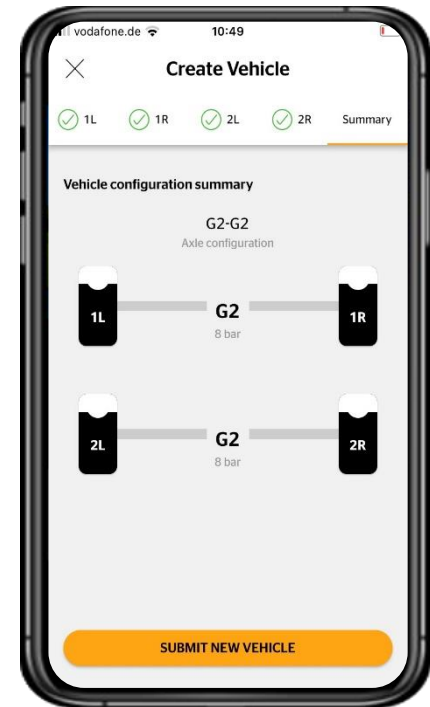 vodafone.de 10:49
Create Vehicle
1L 1R 2L 2R Summary
Vehicle configuration summary
G2-G2
Axle configuration
1L G2 1R
8 bar
2L G2 2R
8 bar
SUBMIT NEW VEHICLE